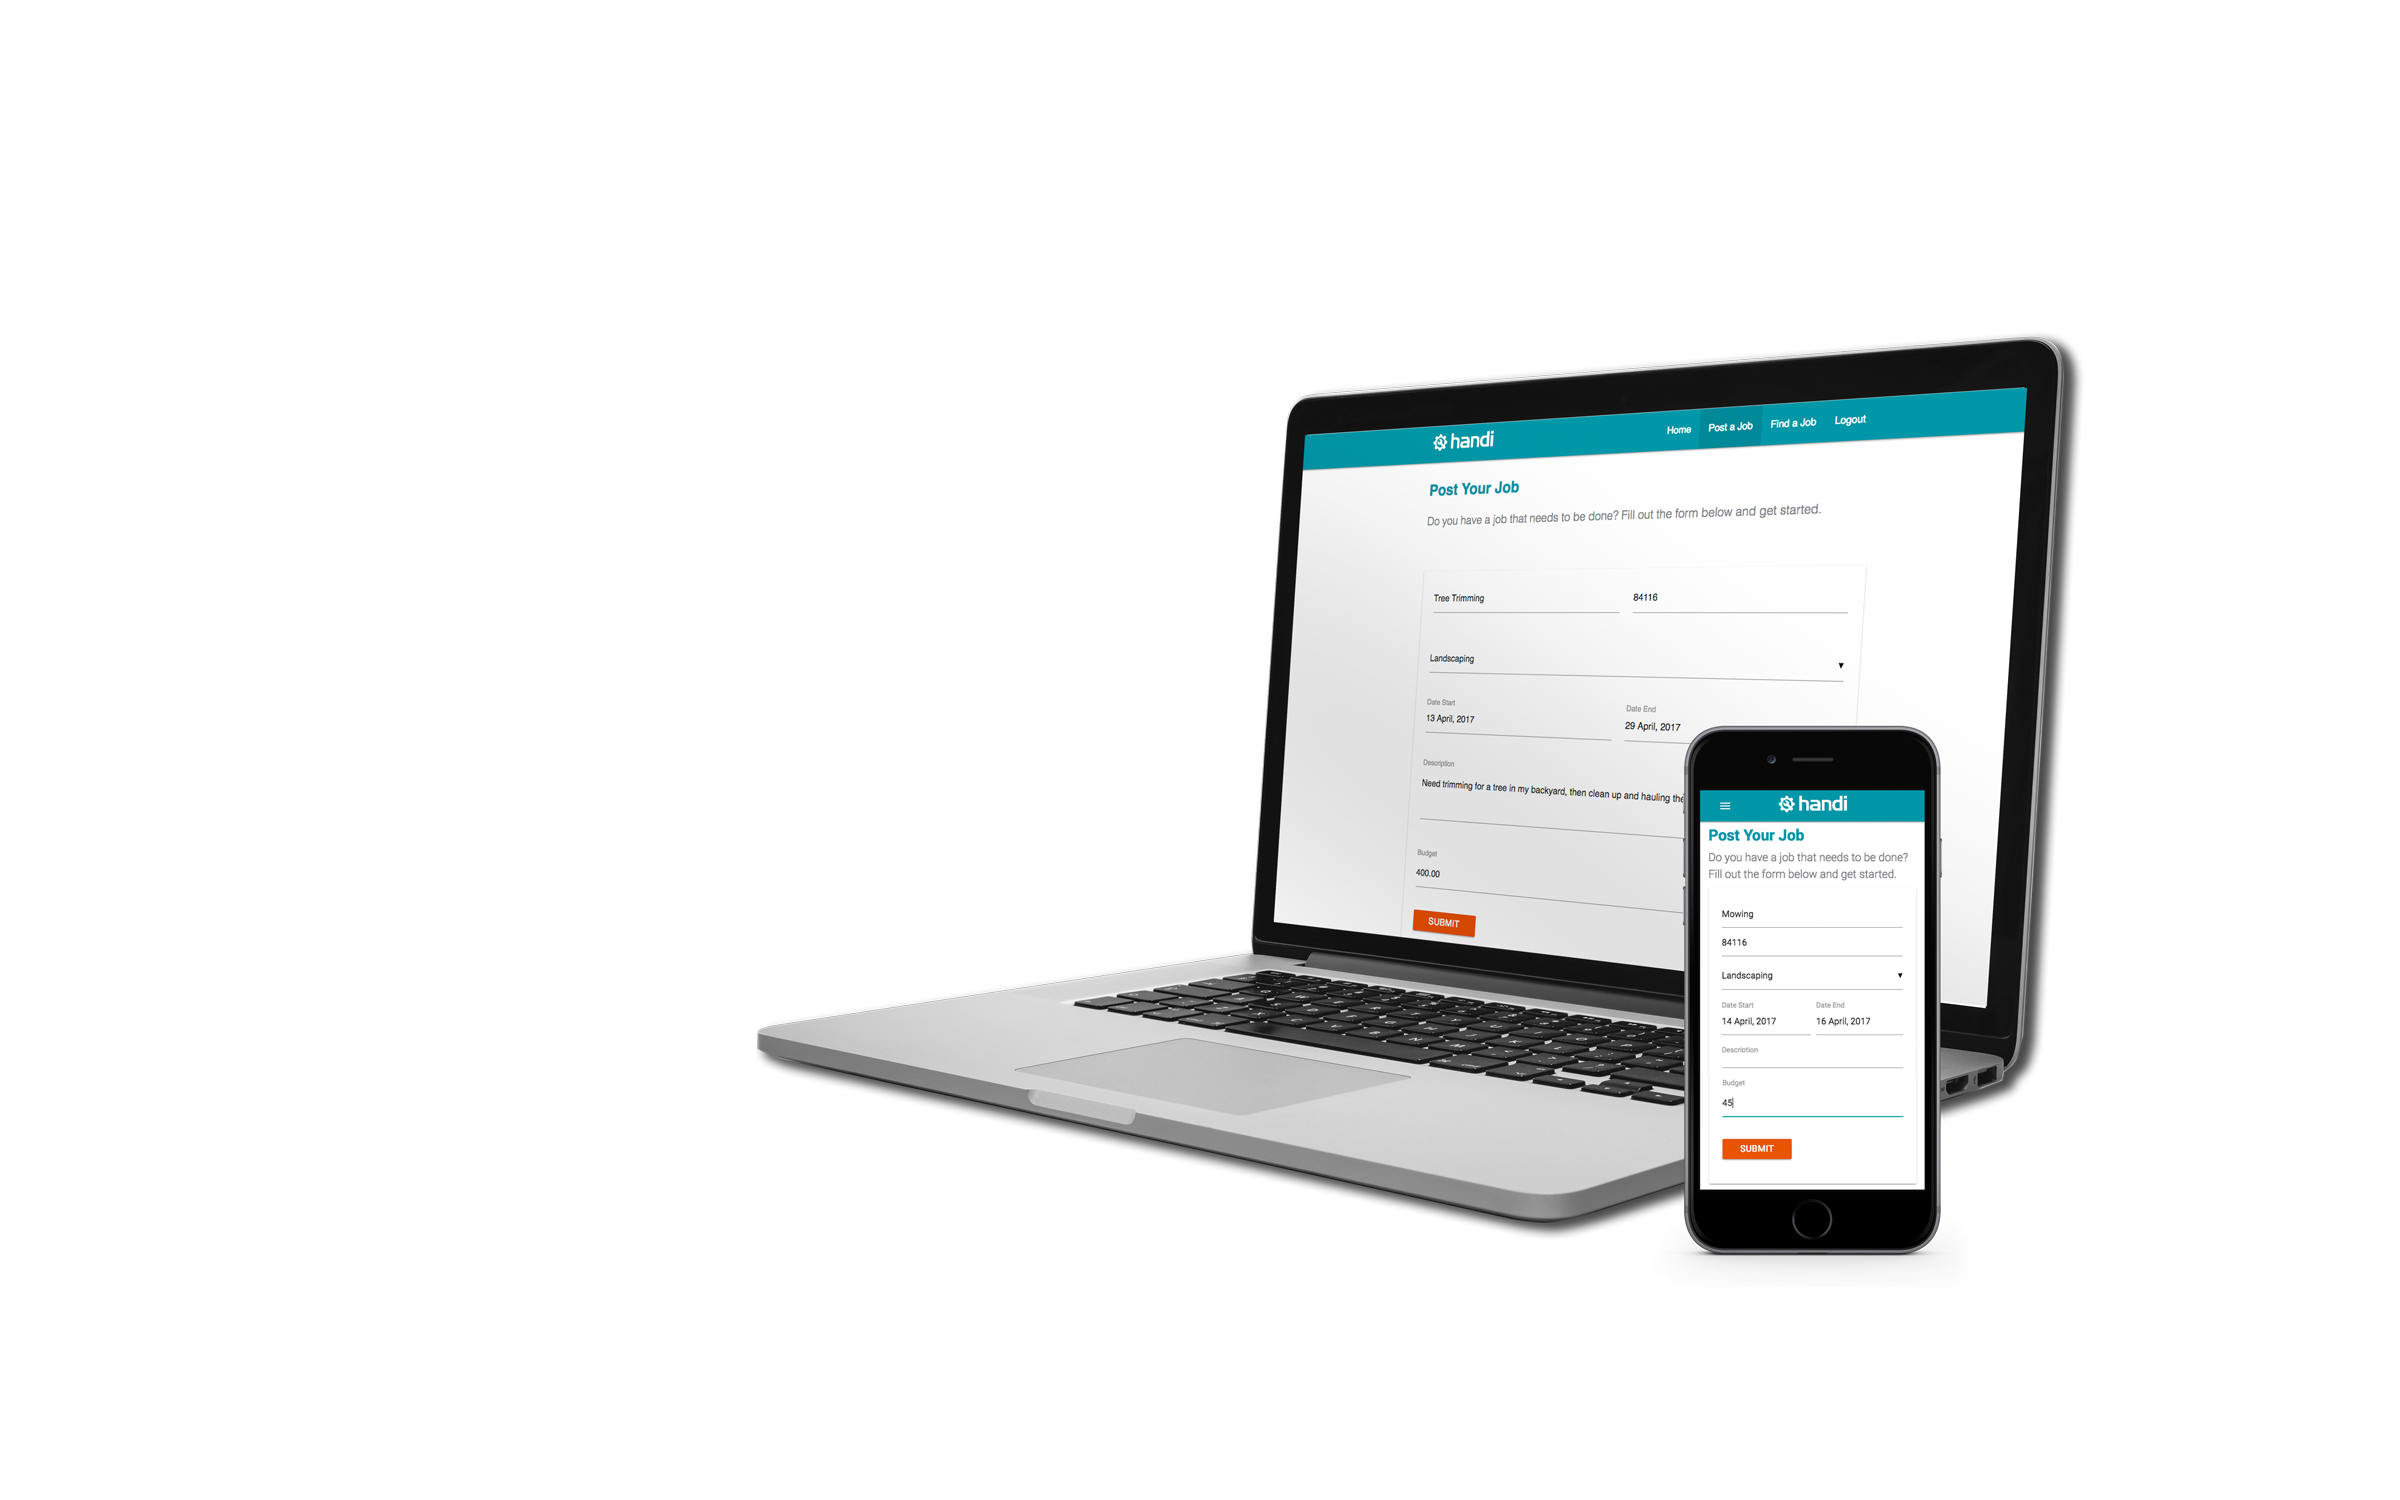 handi
Home Post a Job Find a Job Logout
Post Your Job
Do you have a job that needs to be done? Fill out the form below and get started.
Tree Trimming 84116
Landscaping
Date Start Date End
13 April, 2017 29 April, 2017
Description
Need trimming for a tree in my backyard, then clean up and hauling the
Budget
400.00
SUBMIT
handi
Post Your Job
Do you have a job that needs to be done?
Fill out the form below and get started.
Mowing
84116
Landscaping
Date Start Date End
14 April, 2017 16 April, 2017
Description
Budget
45
SUBMIT